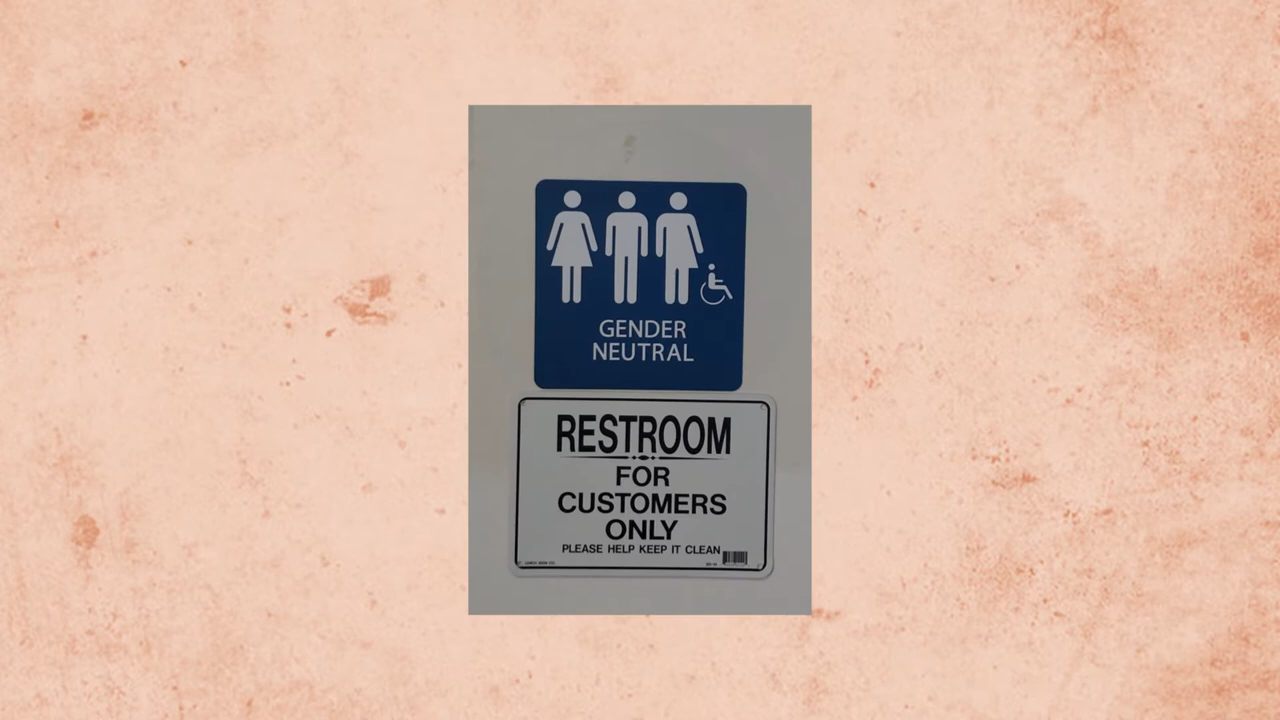 GENDER
NEUTRAL
RESTROOM
FOR
CUSTOMERS
ONLY
PLEASE HELP KEEP IT CLEAN